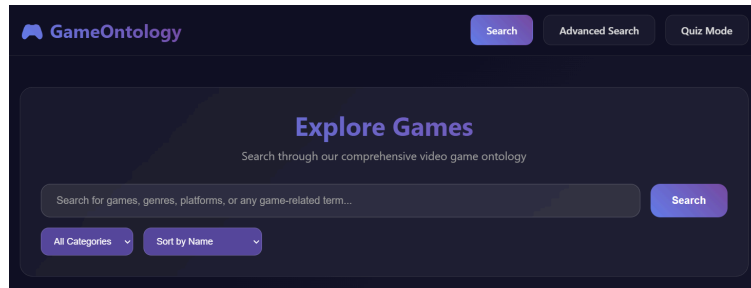 GameOntology
Search
Advanced Search
Quiz Mode
Explore Games
Search through our comprehensive video game ontology
Search for games, genres, platforms, or any game-related term...
Search
All Categories
Sort by Name